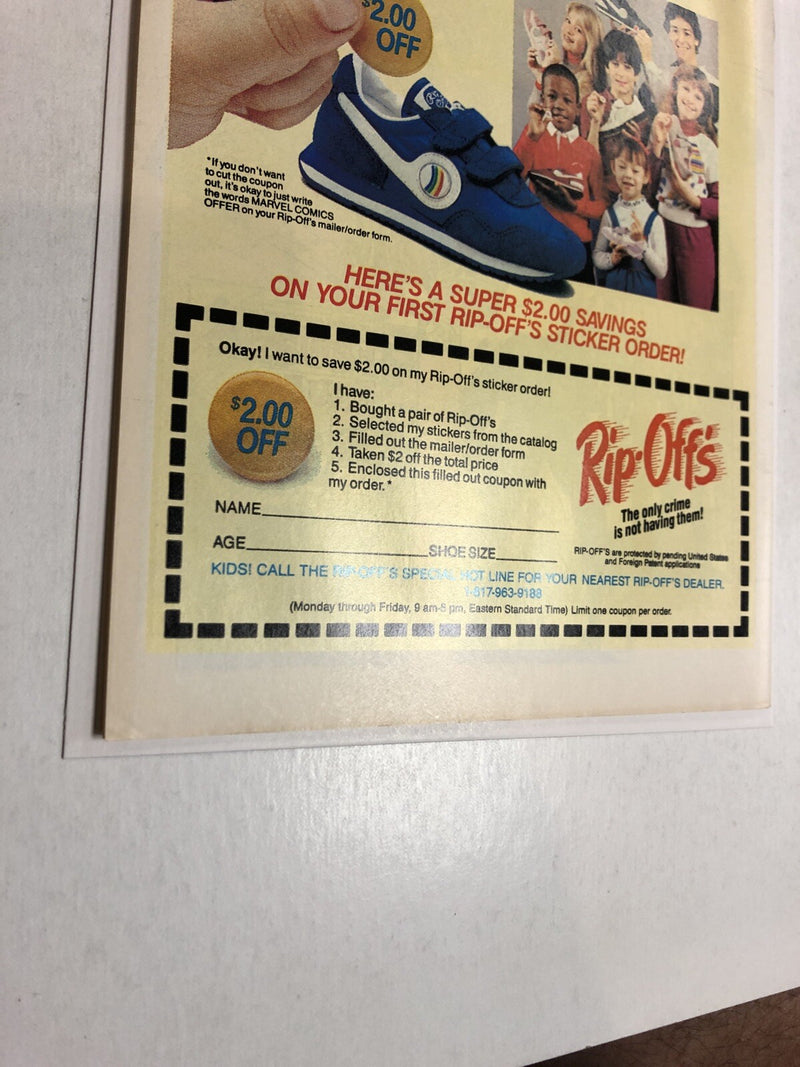 $2.00
OFF
*If you don't want
to cut the coupon
out, it's okay to just write
the words MARVEL COMICS
OFFER on your Rip-Off's mailer/order form.
HERE'S A SUPER $2.00 SAVINGS
ON YOUR FIRST RIP-OFF'S STICKER ORDER!
Okay! I want to save $2.00 on my Rip-Off's sticker order!
$2.00
OFF
I have:
1. Bought a pair of Rip-Off's
2. Selected my stickers from the catalog
3. Filled out the mailer/order form
4. Taken $2 off the total price
5. Enclosed this filled out coupon with
my order.*
Rip-Off's
The only crime
is not having them!
NAME
AGE SHOE SIZE
RIP-OFF'S are protected by pending United States
and Foreign Patent applications
KIDS! CALL THE RIP-OFF'S SPECIAL HOT LINE FOR YOUR NEAREST RIP-OFF'S DEALER.
1-617-963-9188
(Monday through Friday, 9 am-5 pm, Eastern Standard Time) Limit one coupon per order.